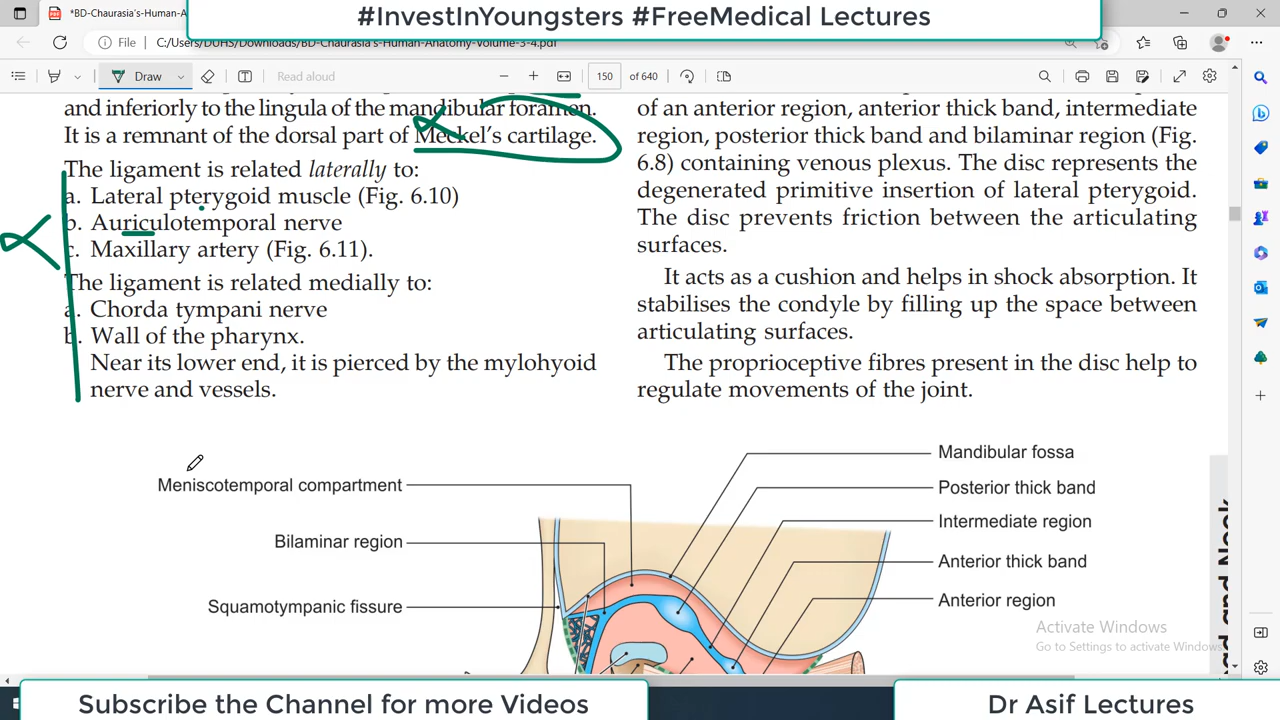 #InvestInYoungsters #FreeMedical Lectures
*BD-Chaurasia's-Human-A
File
C:/Users/DUHS/Downloads/BD-Chaurasia's-Human-Anatomy-Volume-3-4.pdf
Draw
Read aloud
150 of 640
and inferiorly to the lingula of the mandibular foramen.
It is a remnant of the dorsal part of Meckel's cartilage.
The ligament is related laterally to:
a. Lateral pterygoid muscle (Fig. 6.10)
b. Auriculotemporal nerve
c. Maxillary artery (Fig. 6.11).
The ligament is related medially to:
a. Chorda tympani nerve
b. Wall of the pharynx.
Near its lower end, it is pierced by the mylohyoid
nerve and vessels.
of an anterior region, anterior thick band, intermediate
region, posterior thick band and bilaminar region (Fig.
6.8) containing venous plexus. The disc represents the
degenerated primitive insertion of lateral pterygoid.
The disc prevents friction between the articulating
surfaces.
It acts as a cushion and helps in shock absorption. It
stabilises the condyle by filling up the space between
articulating surfaces.
The proprioceptive fibres present in the disc help to
regulate movements of the joint.
Meniscotemporal compartment
Bilaminar region
Squamotympanic fissure
Mandibular fossa
Posterior thick band
Intermediate region
Anterior thick band
Anterior region
Activate Windows
Go to Settings to activate Windows.
Subscribe the Channel for more Videos
Dr Asif Lectures